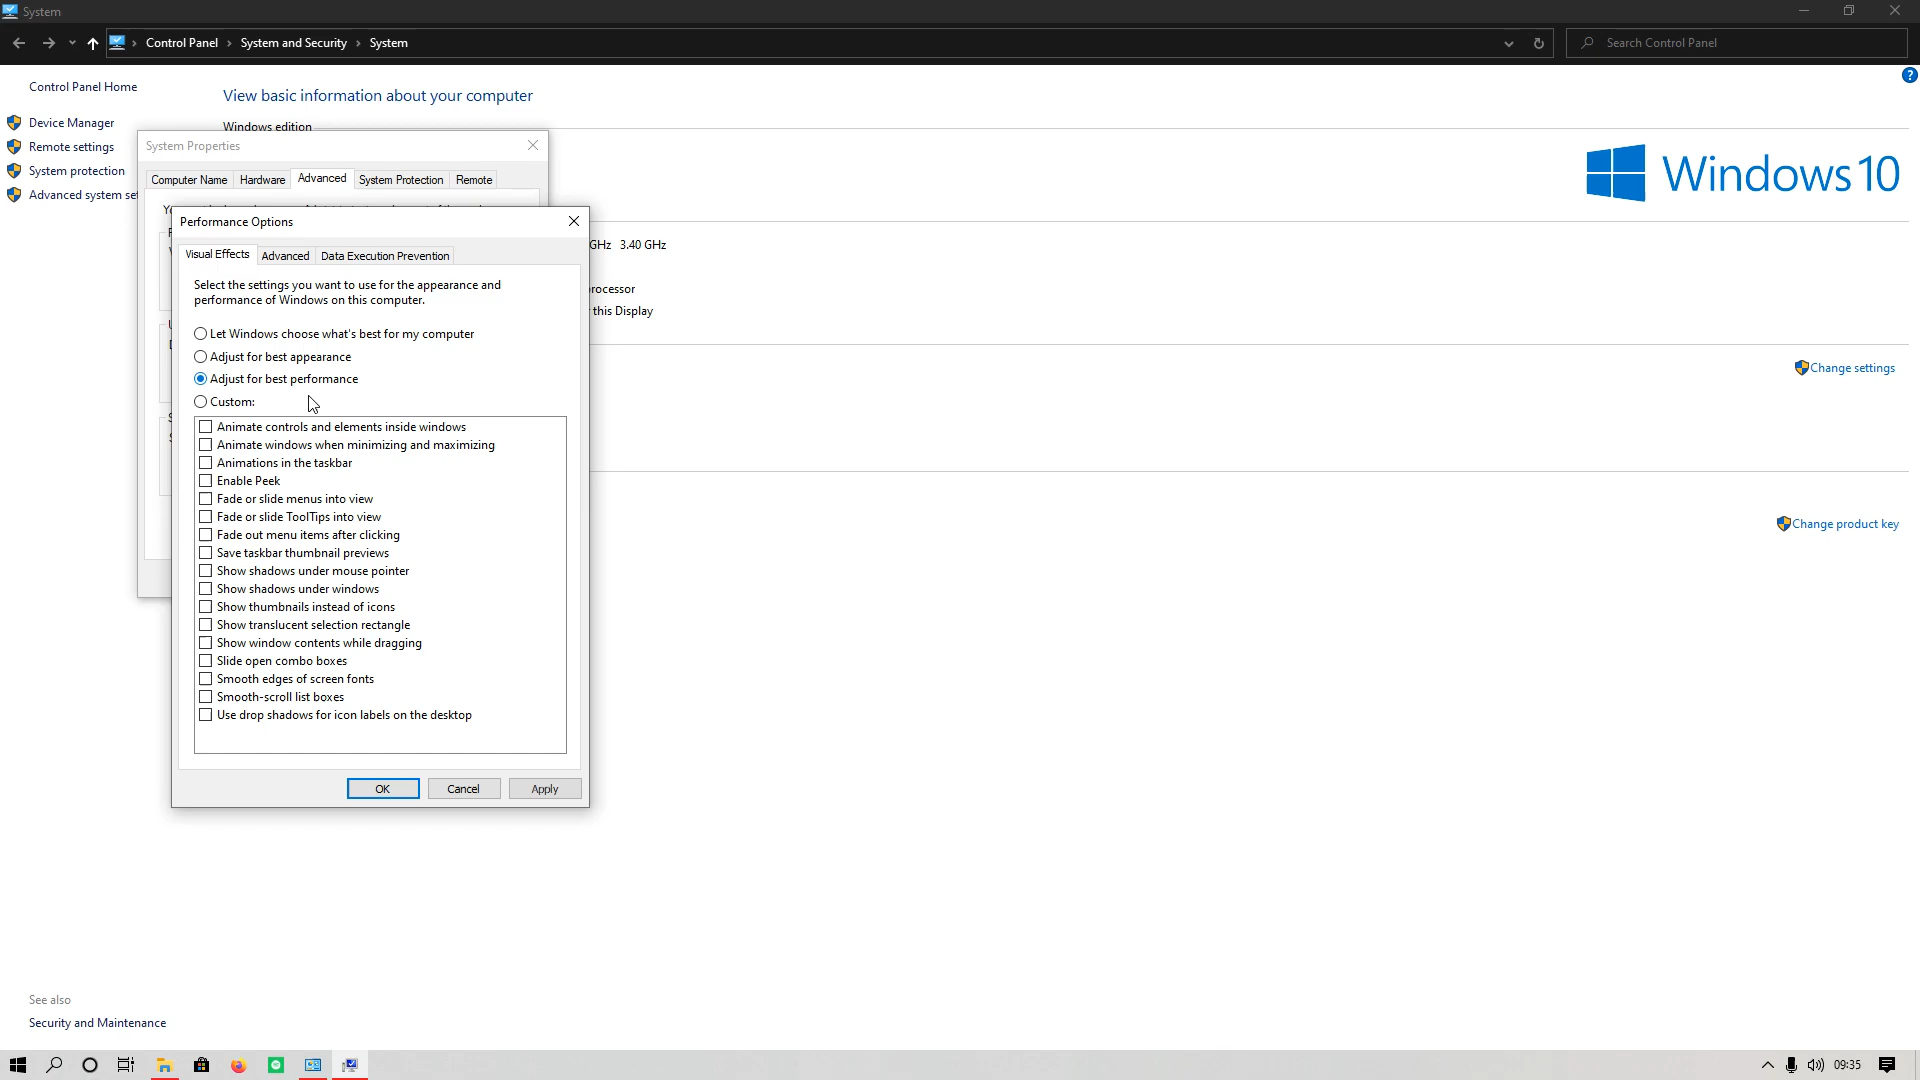 System
Control Panel › System and Security › System
Search Control Panel
Control Panel Home
Device Manager
Remote settings
System protection
Advanced system set
View basic information about your computer
Windows edition
Windows 10
System Properties
Computer Name
Hardware
Advanced
System Protection
Remote
Performance Options
Visual Effects
Advanced
Data Execution Prevention
Select the settings you want to use for the appearance and
performance of Windows on this computer.
Let Windows choose what's best for my computer
Adjust for best appearance
Adjust for best performance
Custom:
Animate controls and elements inside windows
Animate windows when minimizing and maximizing
Animations in the taskbar
Enable Peek
Fade or slide menus into view
Fade or slide ToolTips into view
Fade out menu items after clicking
Save taskbar thumbnail previews
Show shadows under mouse pointer
Show shadows under windows
Show thumbnails instead of icons
Show translucent selection rectangle
Show window contents while dragging
Slide open combo boxes
Smooth edges of screen fonts
Smooth-scroll list boxes
Use drop shadows for icon labels on the desktop
OK
Cancel
Apply
GHz 3.40 GHz
rocessor
this Display
Change settings
Change product key
See also
Security and Maintenance
09:35